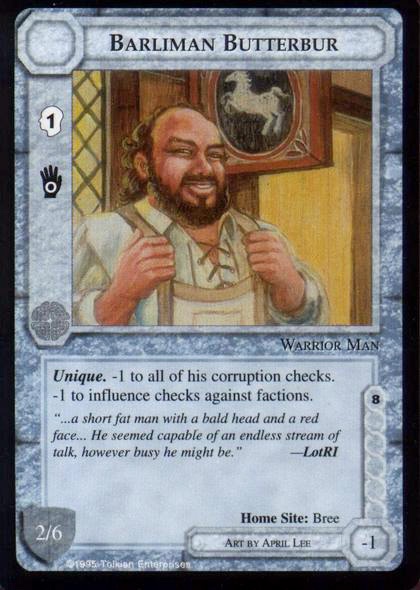 BARLIMAN BUTTERBUR
1
WARRIOR MAN
Unique. -1 to all of his corruption checks.
-1 to influence checks against factions.
“...a short fat man with a bald head and a red
face... He seemed capable of an endless stream of
talk, however busy he might be.” —LotRI
8
Home Site: Bree
2/6
ART BY APRIL LEE
-1
©1995 Tolkien Enterprises